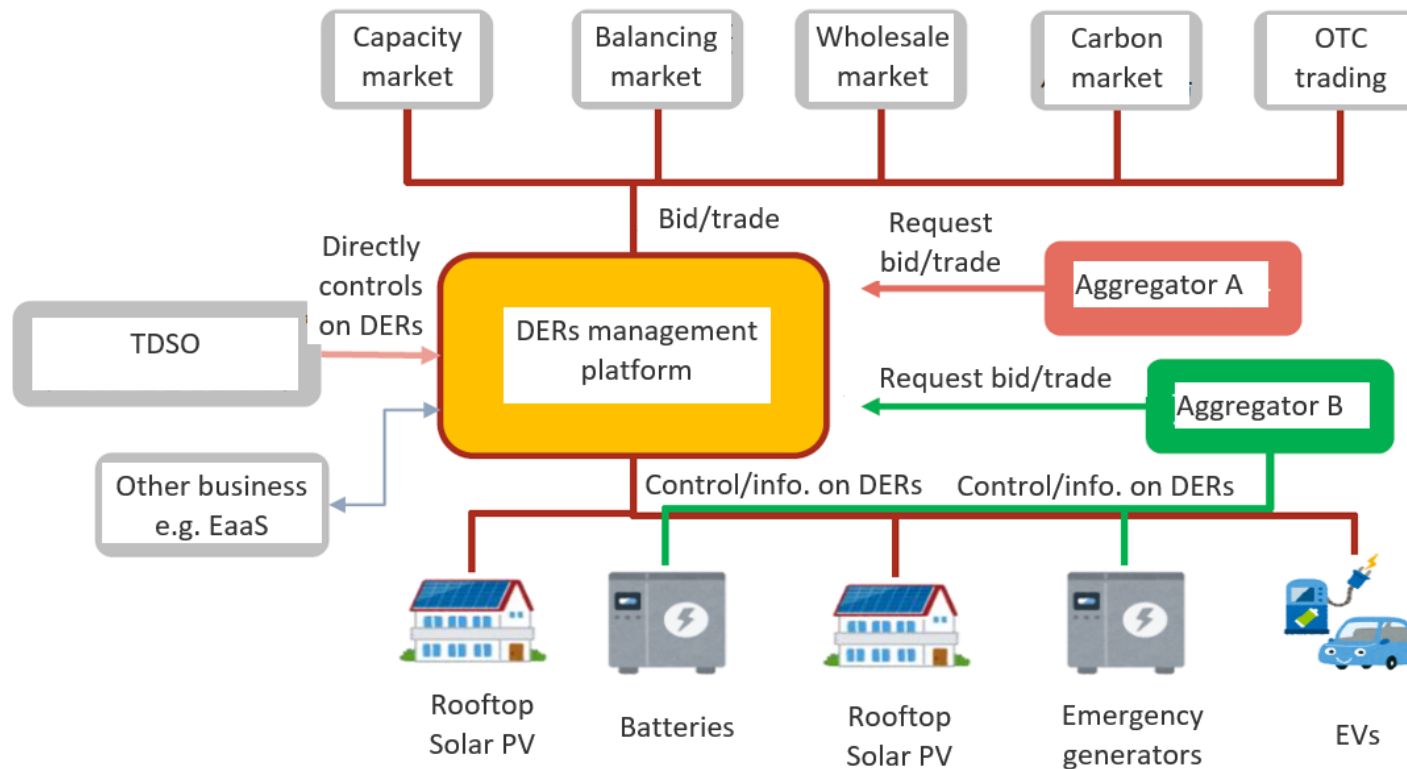 Capacity
market
Balancing
market
Wholesale
market
Carbon
market
OTC
trading
Bid/trade
Request
bid/trade
Directly
controls
on DERs
Aggregator A
TDSO
DERs management
platform
Request bid/trade
Aggregator B
Other business
e.g. EaaS
Control/info. on DERs
Control/info. on DERs
Rooftop
Solar PV
Batteries
Rooftop
Solar PV
Emergency
generators
EVs